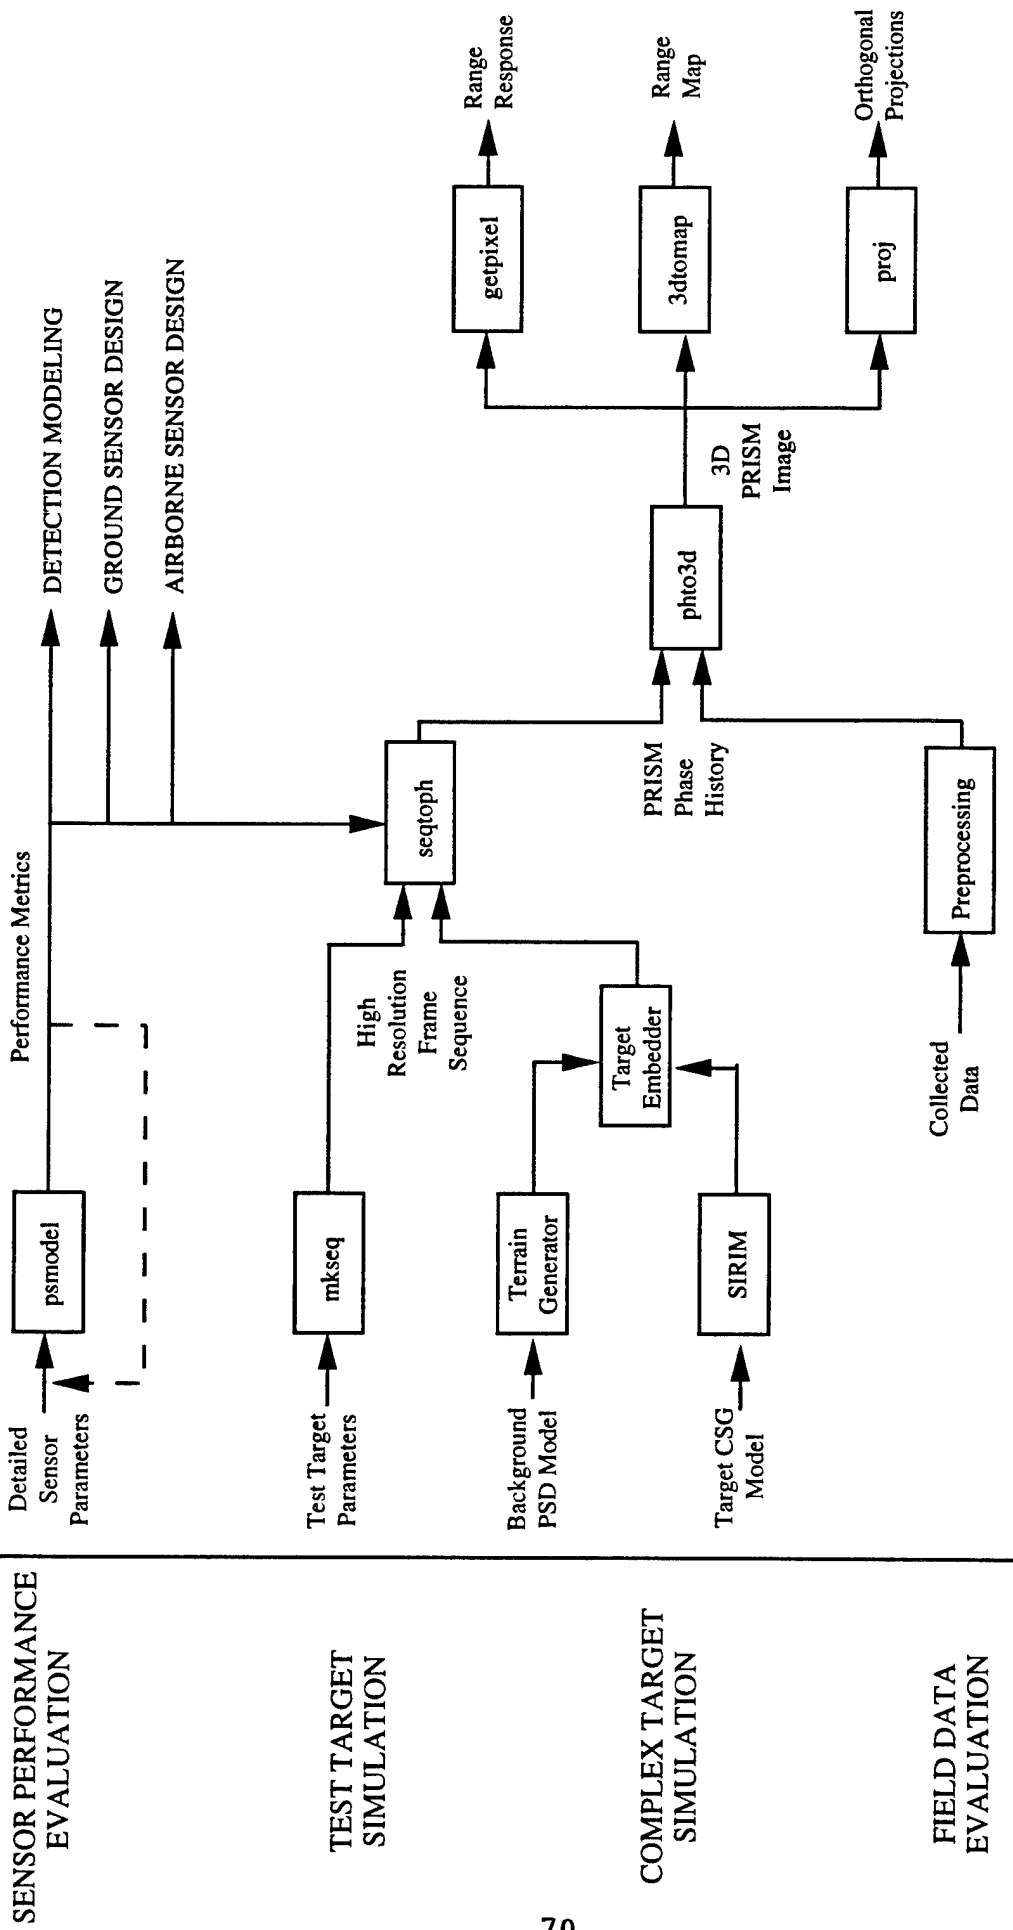 SENSOR PERFORMANCE
EVALUATION
Detailed
Sensor
Parameters
psmodel
Performance Metrics
DETECTION MODELING
GROUND SENSOR DESIGN
AIRBORNE SENSOR DESIGN
TEST TARGET
SIMULATION
Test Target
Parameters
mkseq
High
Resolution
Frame
Sequence
seqtoph
COMPLEX TARGET
SIMULATION
Background
PSD Model
Terrain
Generator
Target CSG
Model
SIRIM
Target
Embedder
PRISM
Phase
History
phto3d
3D
PRISM
Image
getpixel
Range
Response
3dtomap
Range
Map
proj
Orthogonal
Projections
FIELD DATA
EVALUATION
Collected
Data
Preprocessing
70